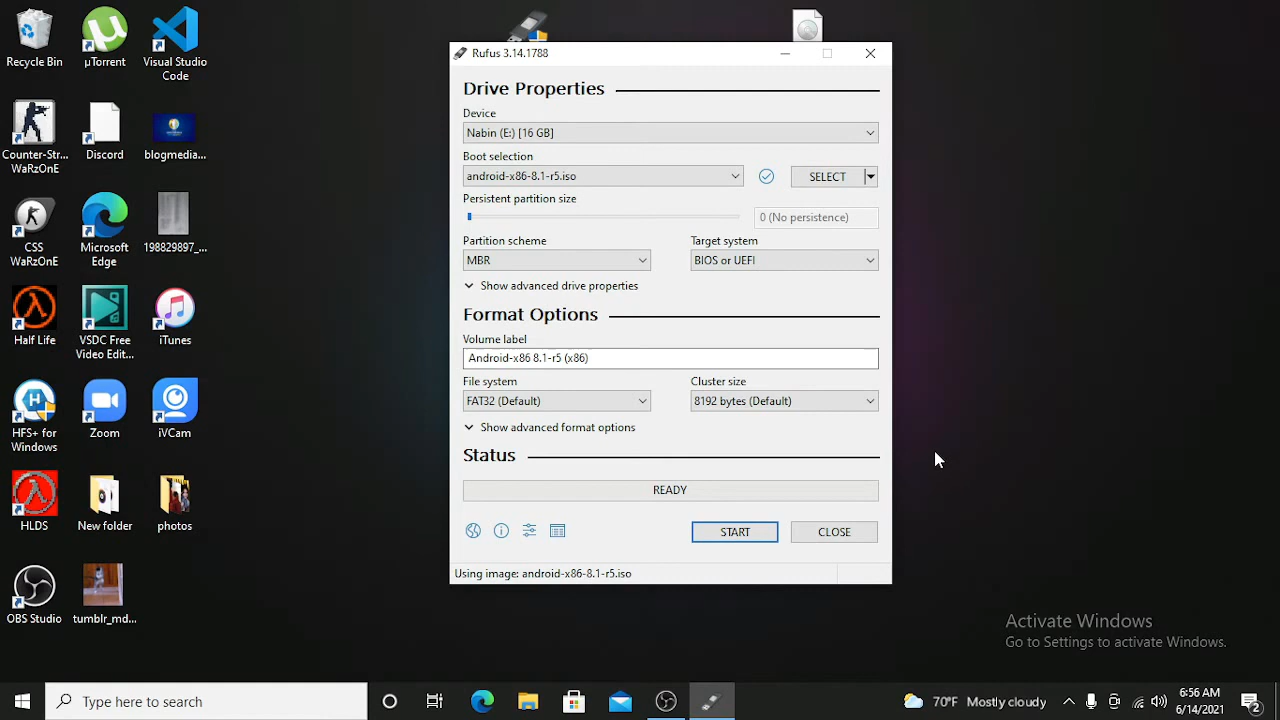 Recycle Bin
µTorrent
Visual Studio
Code
Counter-Str...
WaRzOnE
Discord
blogmedia...
CSS
WarZOnE
Microsoft
Edge
198829897_...
Half Life
VSDC Free
Video Edit...
iTunes
HFS+ for
Windows
Zoom
iVCam
HLDS
New folder
photos
OBS Studio
tumblr_md...
Rufus 3.14.1788
Drive Properties
Device
Nabin (E:) [16 GB]
Boot selection
android-x86-8.1-r5.iso
SELECT
Persistent partition size
0 (No persistence)
Partition scheme
Target system
MBR
BIOS or UEFI
Show advanced drive properties
Format Options
Volume label
Android-x86 8.1-r5 (x86)
File system
Cluster size
FAT32 (Default)
8192 bytes (Default)
Show advanced format options
Status
READY
START
CLOSE
Using image: android-x86-8.1-r5.iso
Activate Windows
Go to Settings to activate Windows.
Type here to search
70°F Mostly cloudy
6:56 AM
6/14/2021
2